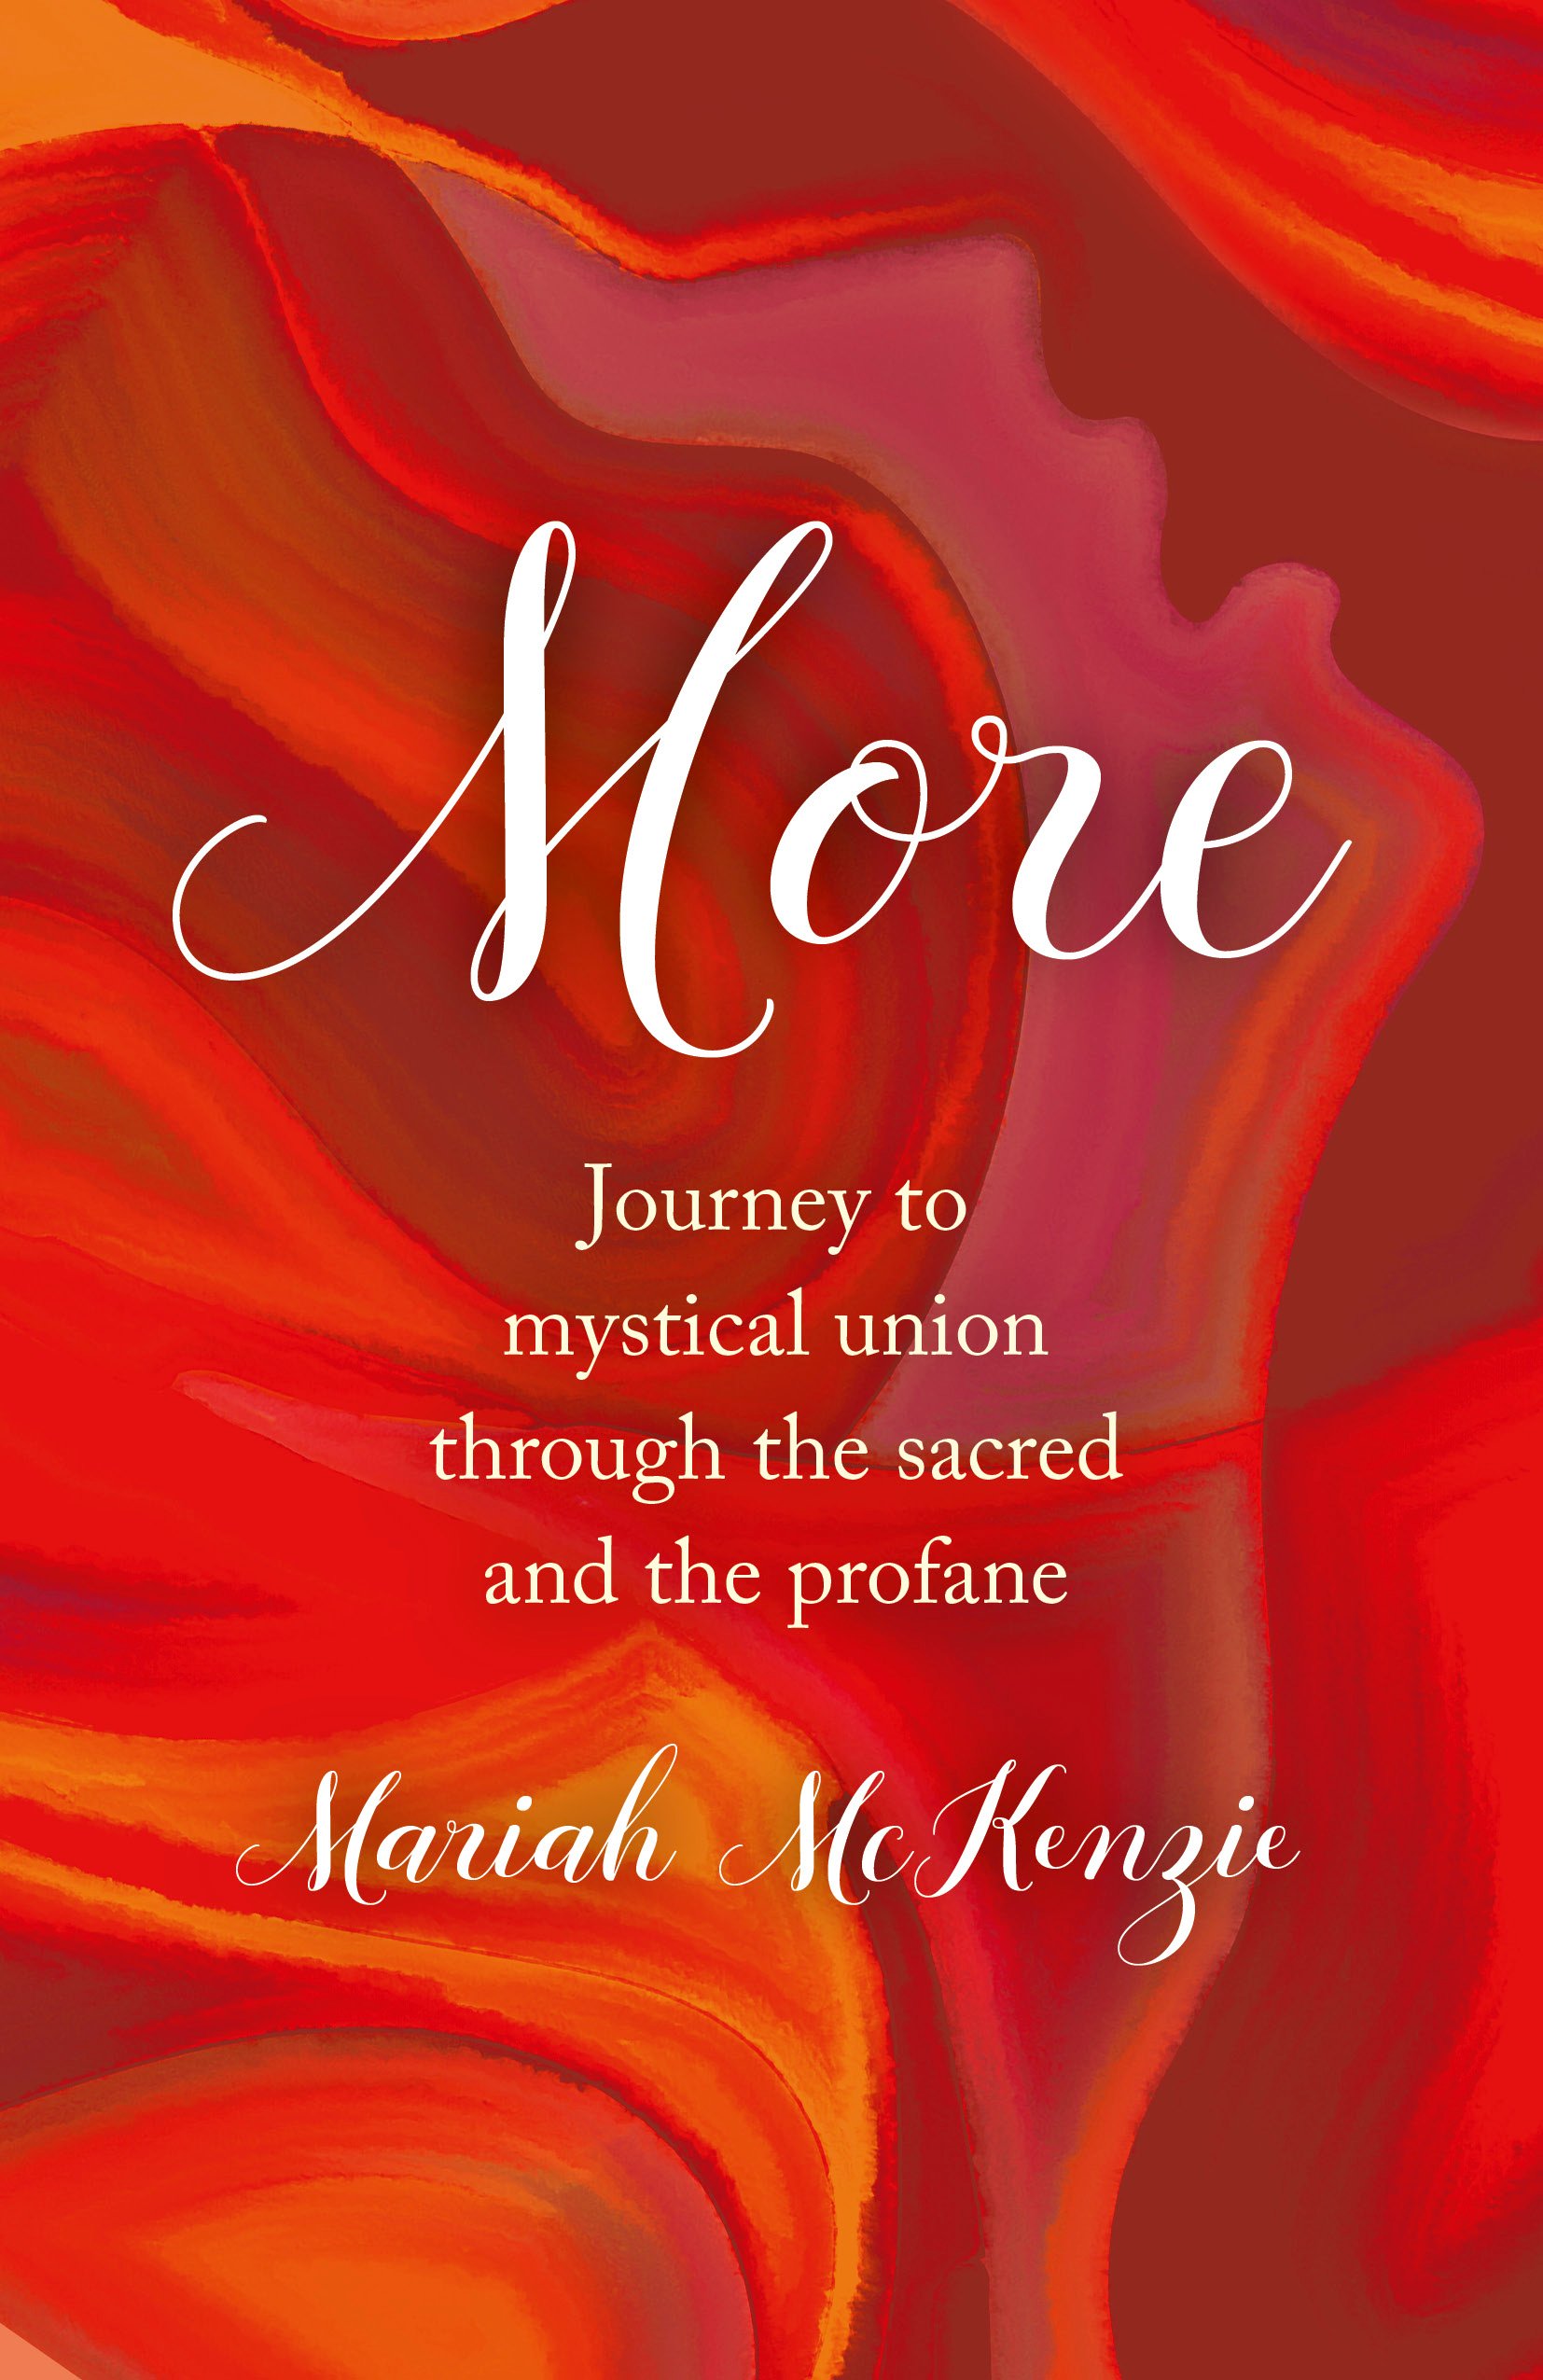 More
Journey to
mystical union
through the sacred
and the profane
Mariah McKenzie